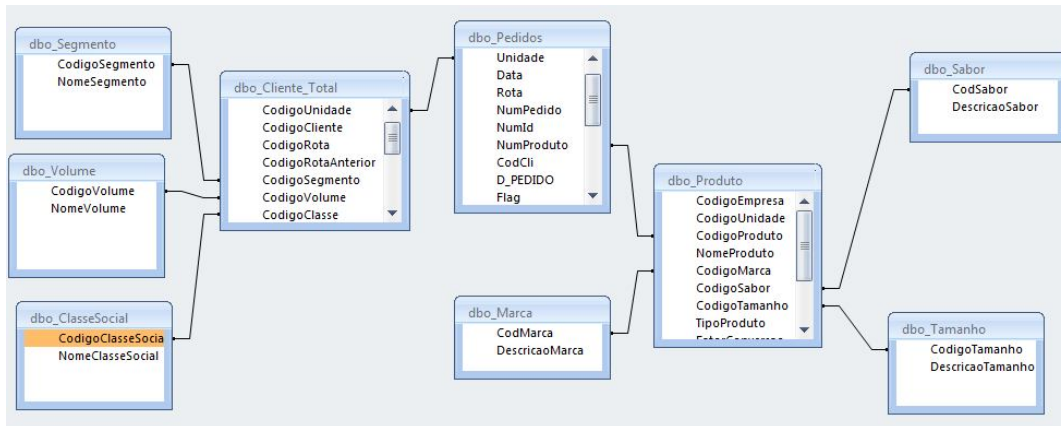 dbo_Segmento
CodigoSegmento
NomeSegmento
dbo_Volume
CodigoVolume
NomeVolume
dbo_ClasseSocial
CodigoClasseSocia
NomeClasseSocial
dbo_Cliente_Total
CodigoUnidade
CodigoCliente
CodigoRota
CodigoRotaAnterior
CodigoSegmento
CodigoVolume
CodigoClasse
dbo_Pedidos
Unidade
Data
Rota
NumPedido
NumId
NumProduto
CodCli
D_PEDIDO
Flag
dbo_Marca
CodMarca
DescricaoMarca
dbo_Produto
CodigoEmpresa
CodigoUnidade
CodigoProduto
NomeProduto
CodigoMarca
CodigoSabor
CodigoTamanho
TipoProduto
FatorConversao
dbo_Sabor
CodSabor
DescricaoSabor
dbo_Tamanho
CodigoTamanho
DescricaoTamanho